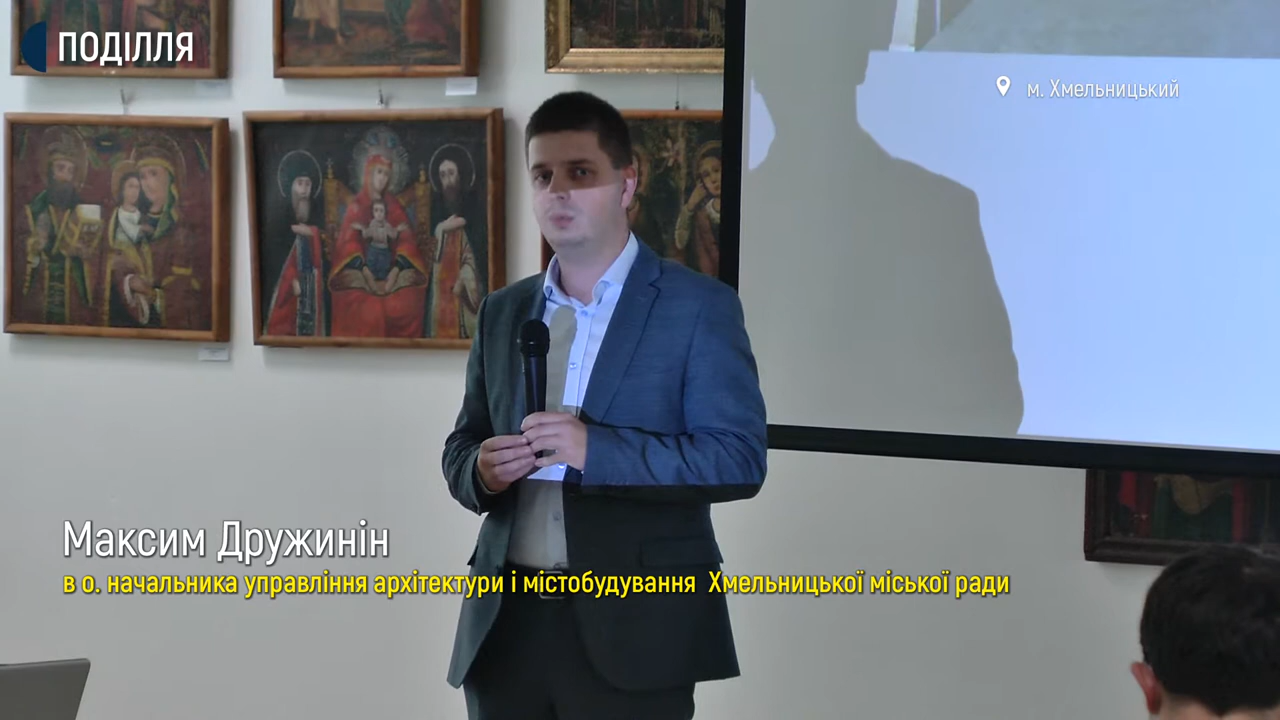 ПОДІЛЛЯ
м. Хмельницький
Максим Дружинін
в о. начальника управління архітектури і містобудування Хмельницької міської ради